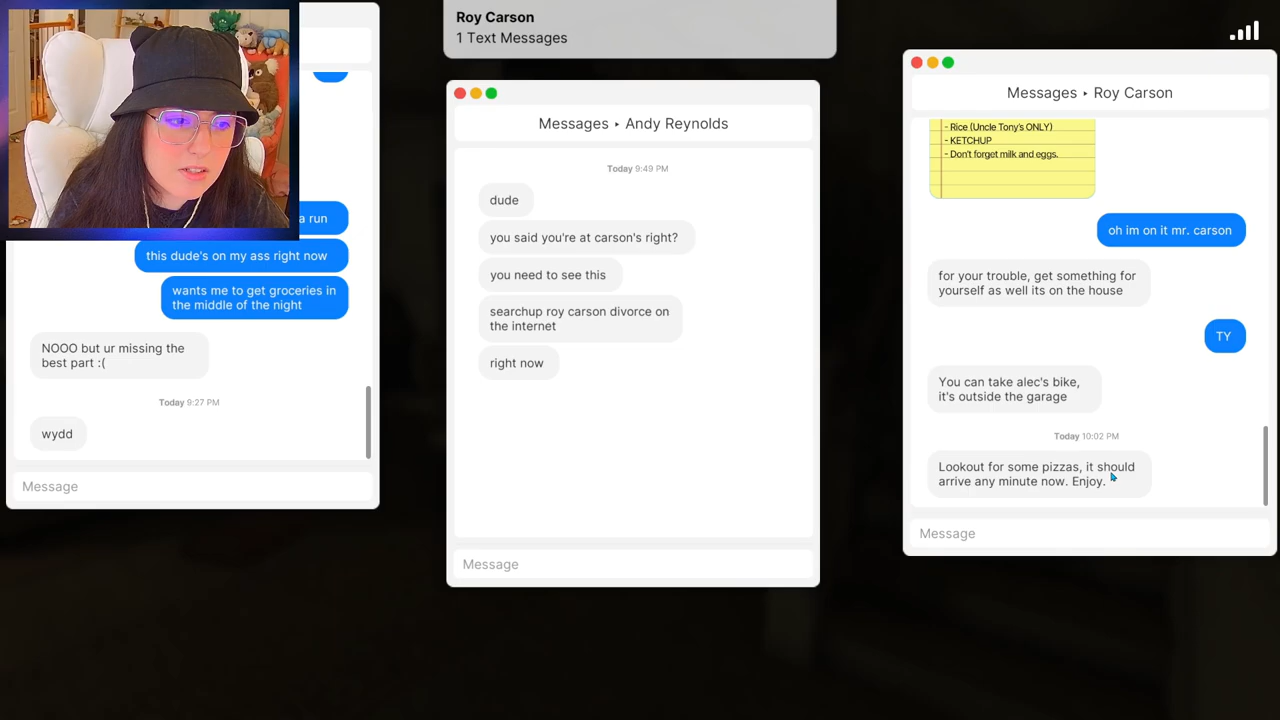 Roy Carson
1 Text Messages
a run
this dude's on my ass right now
wants me to get groceries in
the middle of the night
NOOO but ur missing the
best part :(
Today 9:27 PM
wydd
Message
Messages ‣ Andy Reynolds
Today 9:49 PM
dude
you said you're at carson's right?
you need to see this
searchup roy carson divorce on
the internet
right now
Message
Messages ‣ Roy Carson
- Rice (Uncle Tony's ONLY)
- KETCHUP
- Don't forget milk and eggs.
oh im on it mr. carson
for your trouble, get something for
yourself as well its on the house
TY
You can take alec's bike,
it's outside the garage
Today 10:02 PM
Lookout for some pizzas, it should
arrive any minute now. Enjoy.
Message